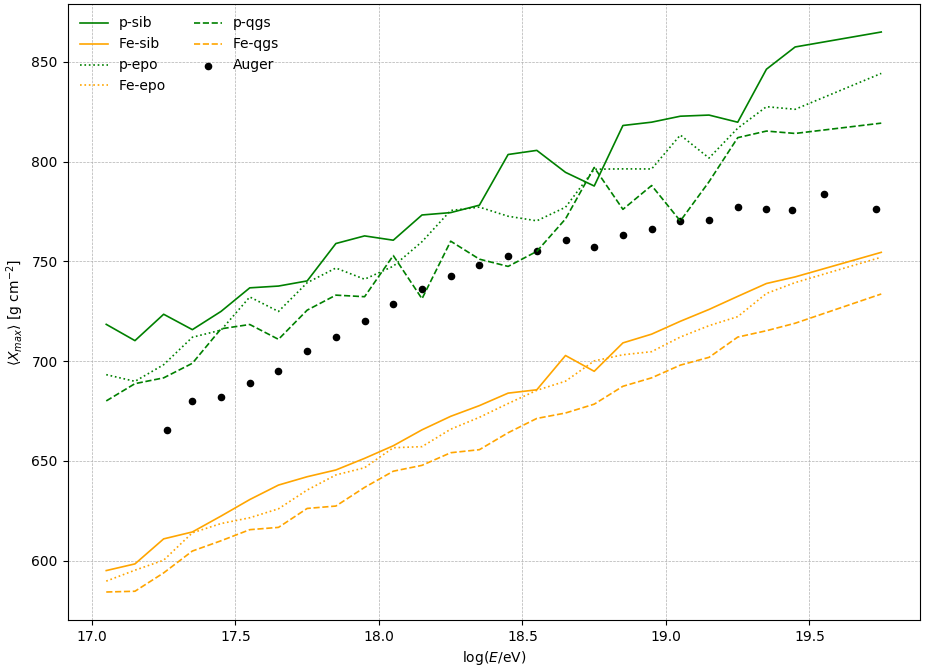 p-sib
Fe-sib
p-epo
Fe-epo
p-qgs
Fe-qgs
Auger
850
800
750
700
650
600
⟨X_max⟩ [g cm⁻²]
17.0 17.5 18.0 18.5 19.0 19.5
log(E/eV)